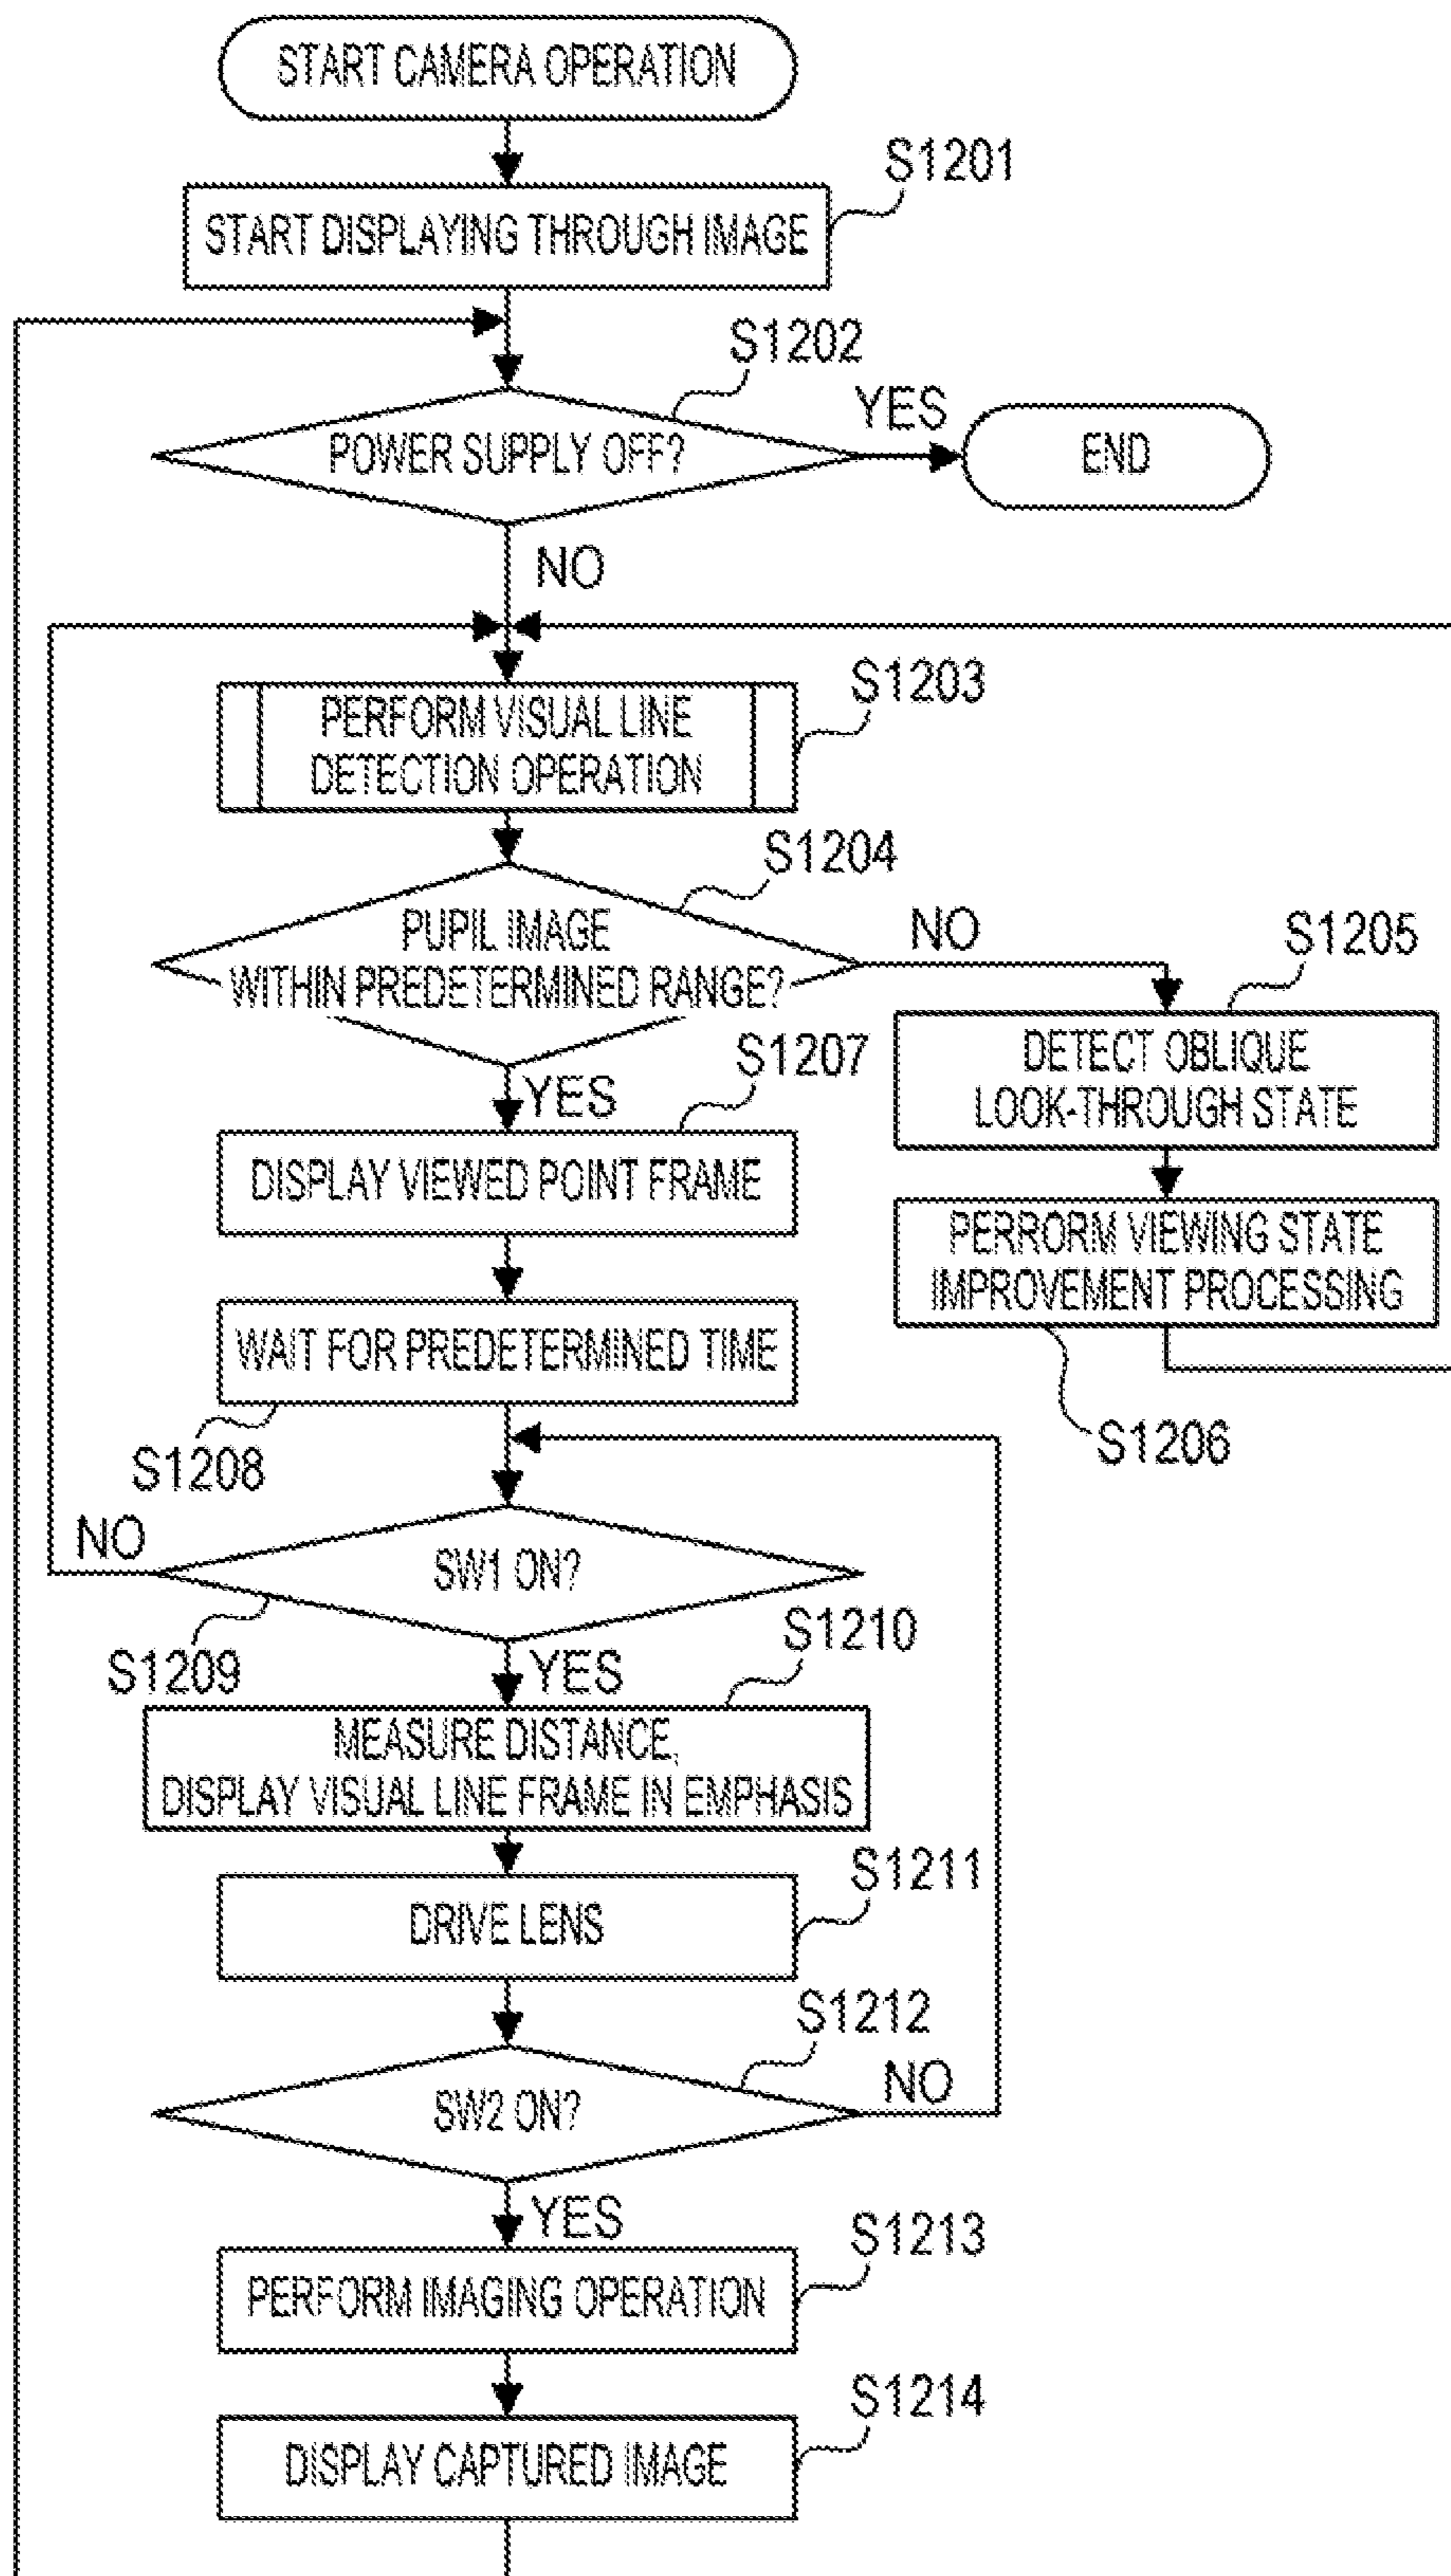 START CAMERA OPERATION
S1201
START DISPLAYING THROUGH IMAGE
S1202
POWER SUPPLY OFF?
YES
END
NO
S1203
PERFORM VISUAL LINE
DETECTION OPERATION
S1204
PUPIL IMAGE
WITHIN PREDETERMINED RANGE?
NO
S1205
DETECT OBLIQUE
LOOK-THROUGH STATE
YES
S1207
DISPLAY VIEWED POINT FRAME
PERRORM VIEWING STATE
IMPROVEMENT PROCESSING
S1206
WAIT FOR PREDETERMINED TIME
S1208
NO
SW1 ON?
S1209
YES
S1210
MEASURE DISTANCE,
DISPLAY VISUAL LINE FRAME IN EMPHASIS
S1211
DRIVE LENS
S1212
SW2 ON?
NO
YES
S1213
PERFORM IMAGING OPERATION
S1214
DISPLAY CAPTURED IMAGE